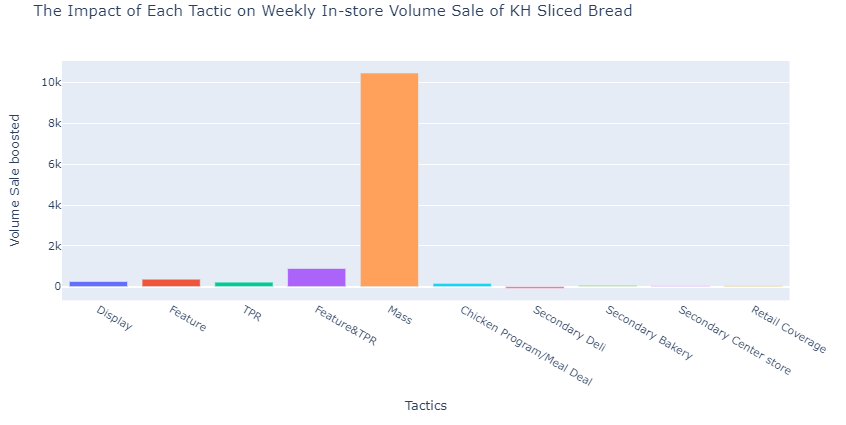 The Impact of Each Tactic on Weekly In-store Volume Sale of KH Sliced Bread
Volume Sale boosted
10k
8k
6k
4k
2k
0
Display
Feature
TPR
Feature&TPR
Mass
Chicken Program/Meal Deal
Secondary Deli
Secondary Bakery
Secondary Center store
Retail Coverage
Tactics